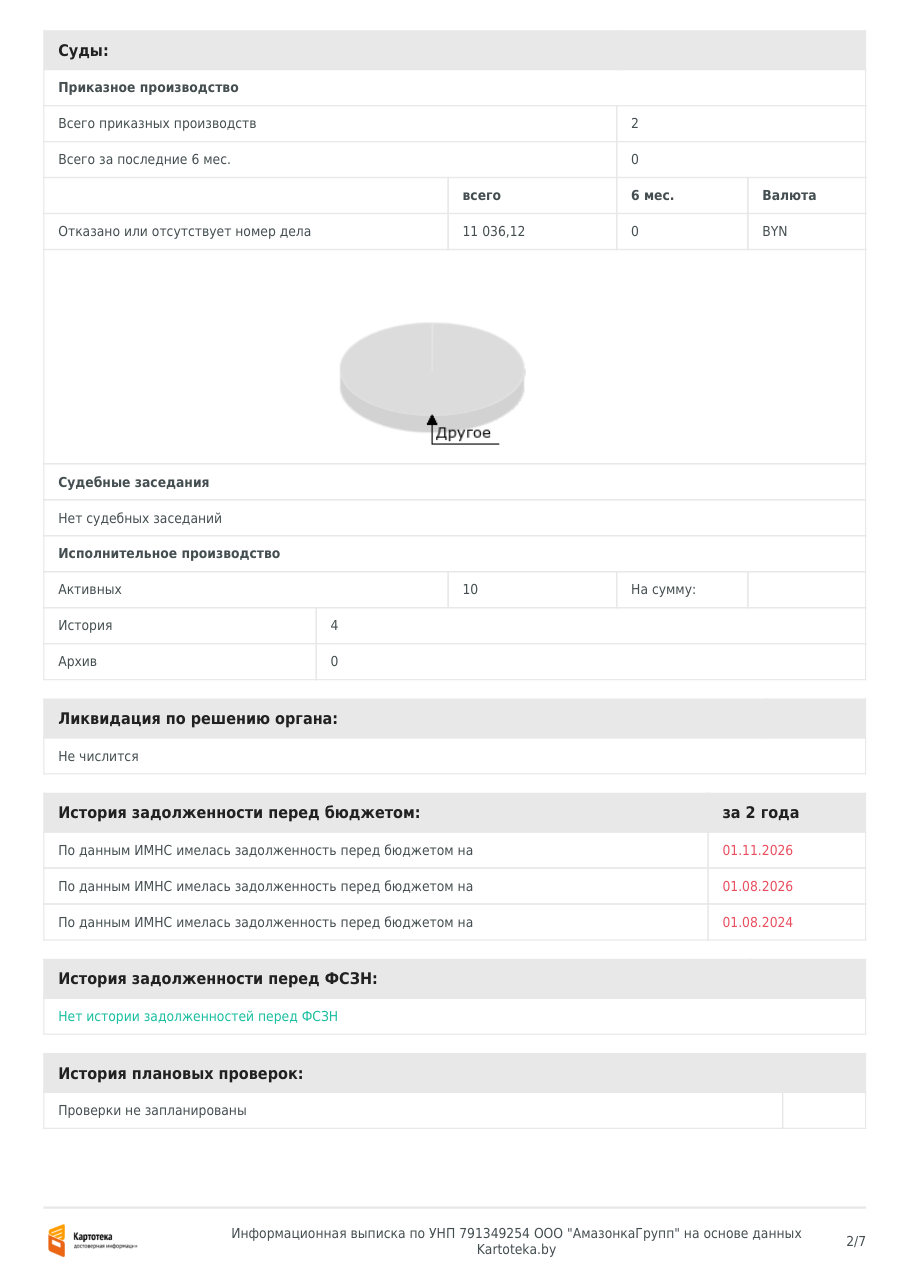 Суды:
Приказное производство
Всего приказных производств 2
Всего за последние 6 мес. 0
всего 6 мес. Валюта
Отказано или отсутствует номер дела 11 036,12 0 BYN
Другое
Судебные заседания
Нет судебных заседаний
Исполнительное производство
Активных 10 На сумму:
История 4
Архив 0
Ликвидация по решению органа:
Не числится
История задолженности перед бюджетом: за 2 года
По данным ИМНС имелась задолженность перед бюджетом на 01.11.2026
По данным ИМНС имелась задолженность перед бюджетом на 01.08.2026
По данным ИМНС имелась задолженность перед бюджетом на 01.08.2024
История задолженности перед ФСЗН:
Нет истории задолженностей перед ФСЗН
История плановых проверок:
Проверки не запланированы
Картотека
достоверная информация
Информационная выписка по УНП 791349254 ООО "АмазонкаГрупп" на основе данных
Kartoteka.by
2/7